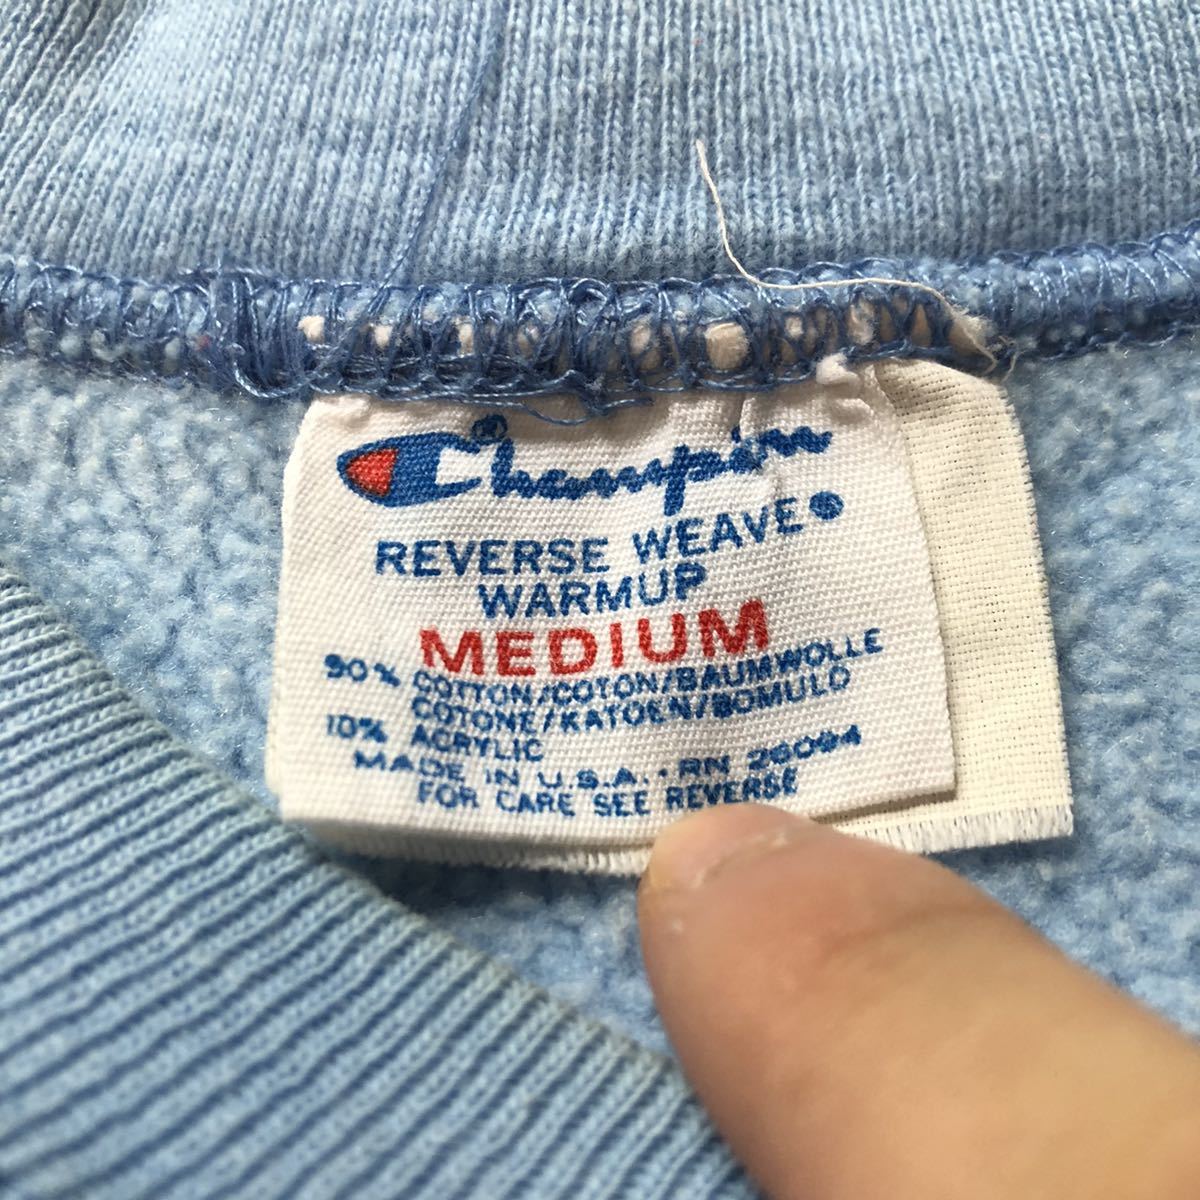 Champion®
REVERSE WEAVE●
WARMUP
MEDIUM
90% COTTON/COTON/BAUMWOLLE
COTONE/KATOEN/BOMULD
10% ACRYLIC
MADE IN U.S.A. · RN 26094
FOR CARE SEE REVERSE